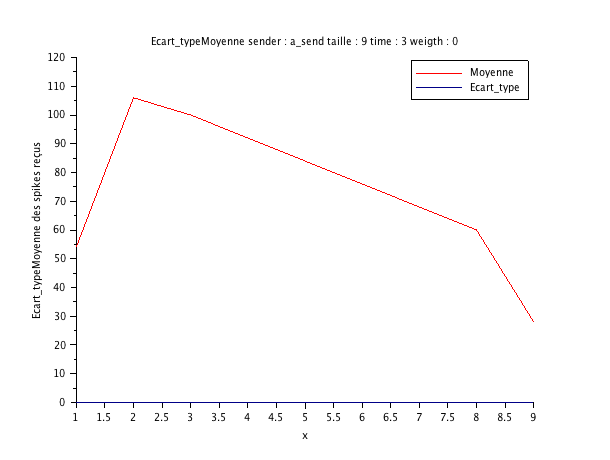 Ecart_typeMoyenne sender : a_send taille : 9 time : 3 weigth : 0
Moyenne
Ecart_type
Ecart_typeMoyenne des spikes reçus
120
110
100
90
80
70
60
50
40
30
20
10
0
1 1.5 2 2.5 3 3.5 4 4.5 5 5.5 6 6.5 7 7.5 8 8.5 9
x